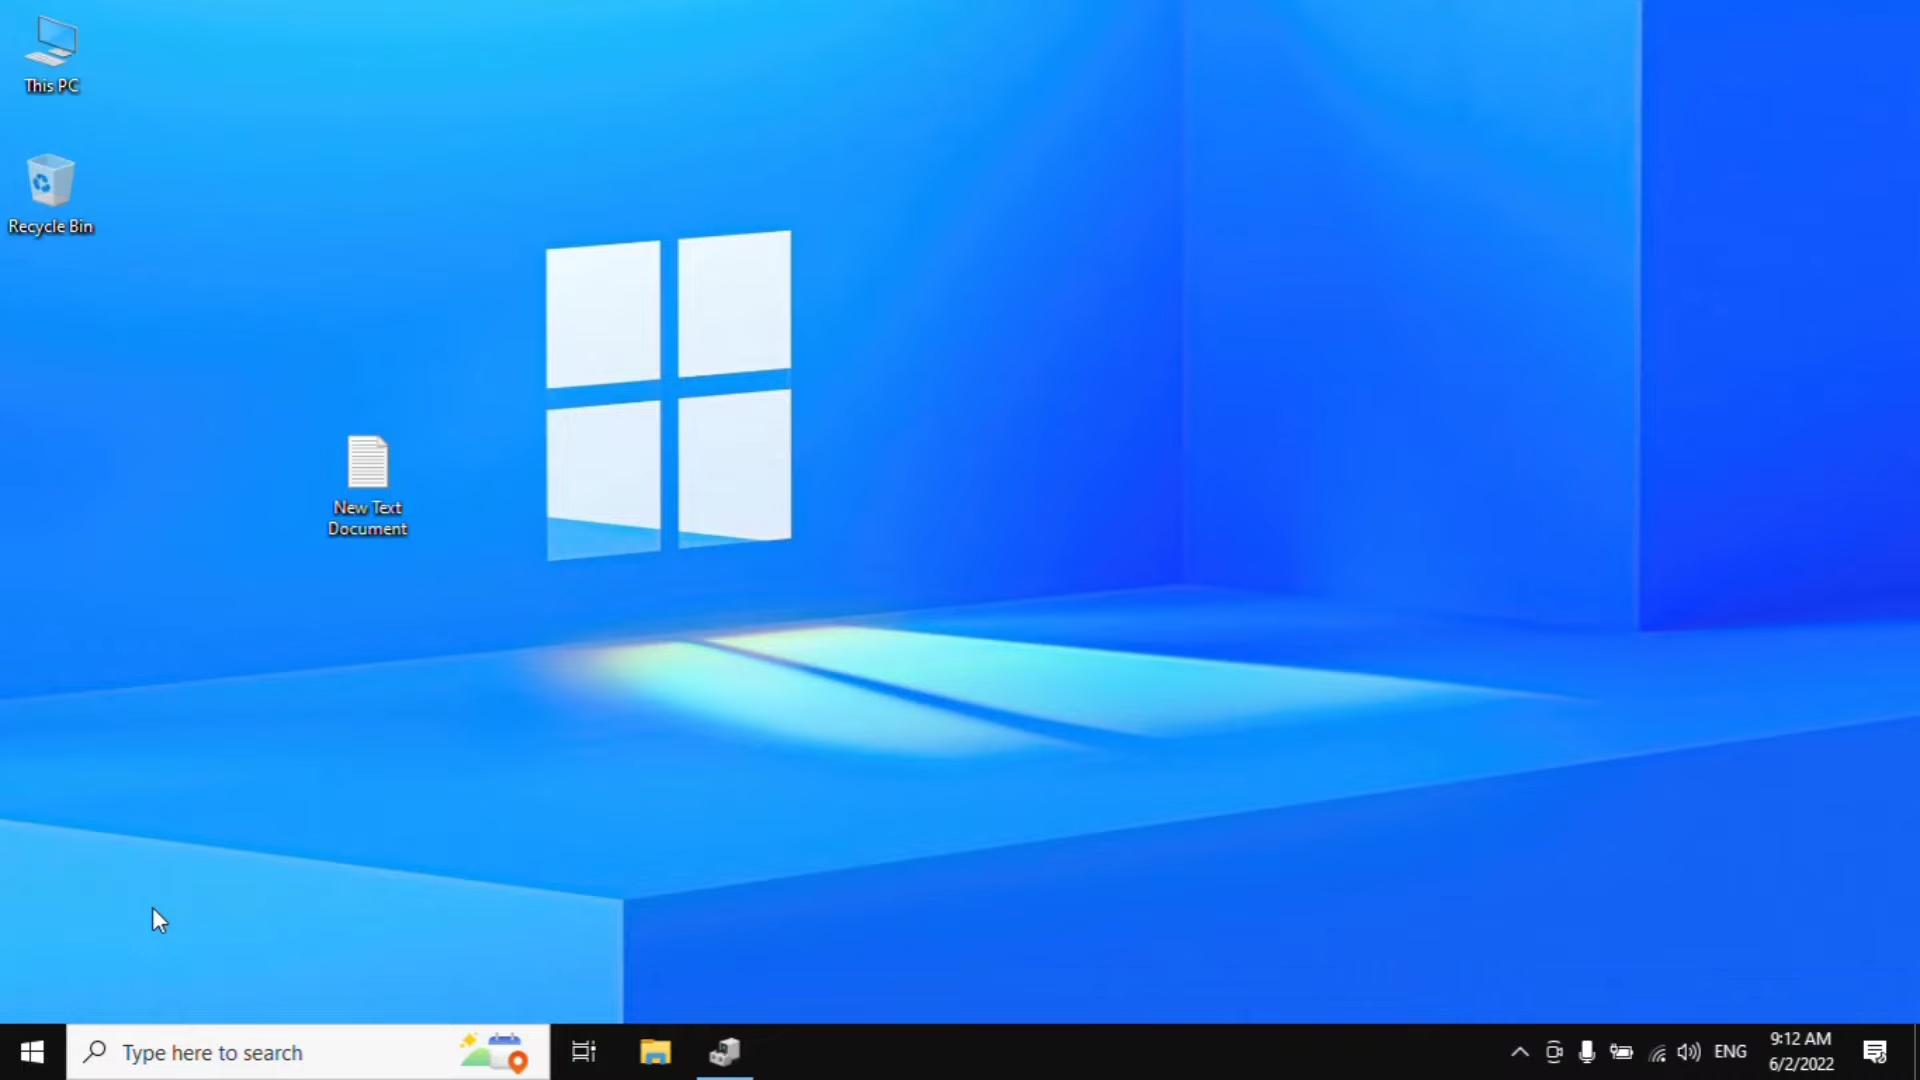 This PC
Recycle Bin
New Text
Document
Type here to search
ENG
9:12 AM
6/2/2022